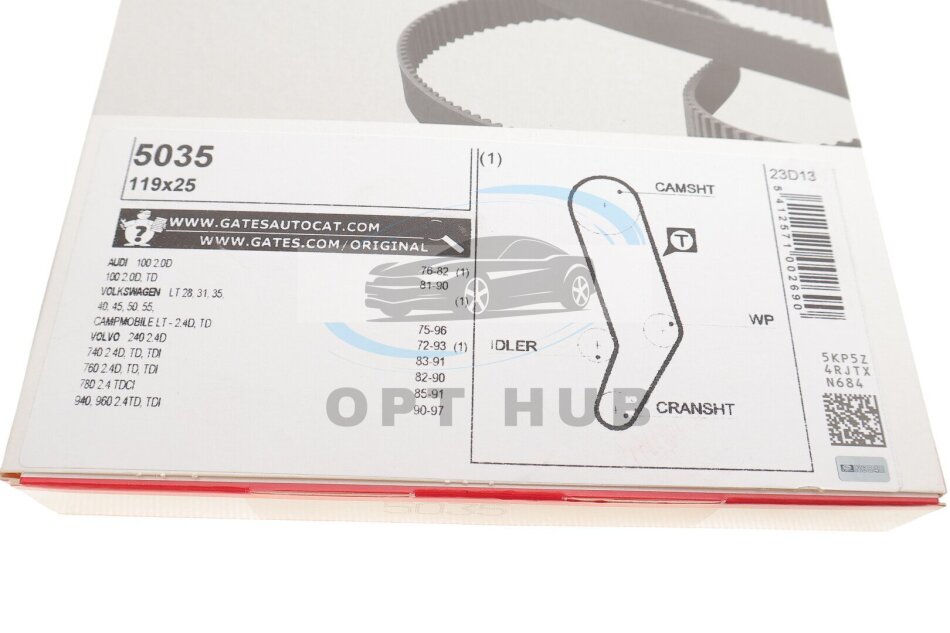 5035
119x25
WWW.GATESAUTOCAT.COM
WWW.GATES.COM/ORIGINAL
AUDI 100 2.0D 76-82 (1)
100 2.0D, TD 81-90
VOLKSWAGEN LT 28, 31, 35, (1)
40, 45, 50, 55,
CAMPMOBILE LT - 2.4D, TD 75-96
VOLVO 240 2.4D 72-93 (1)
740 2.4D, TD, TDI 83-91
760 2.4D, TD, TDI 82-90
780 2.4 TDCI 85-91
940, 960 2.4TD, TDI 90-97
(1)
CAMSHT
T
WP
IDLER
CRANSHT
23D13
5412571002690
5KP5Z
4RJTX
N684
OPT HUB
5035